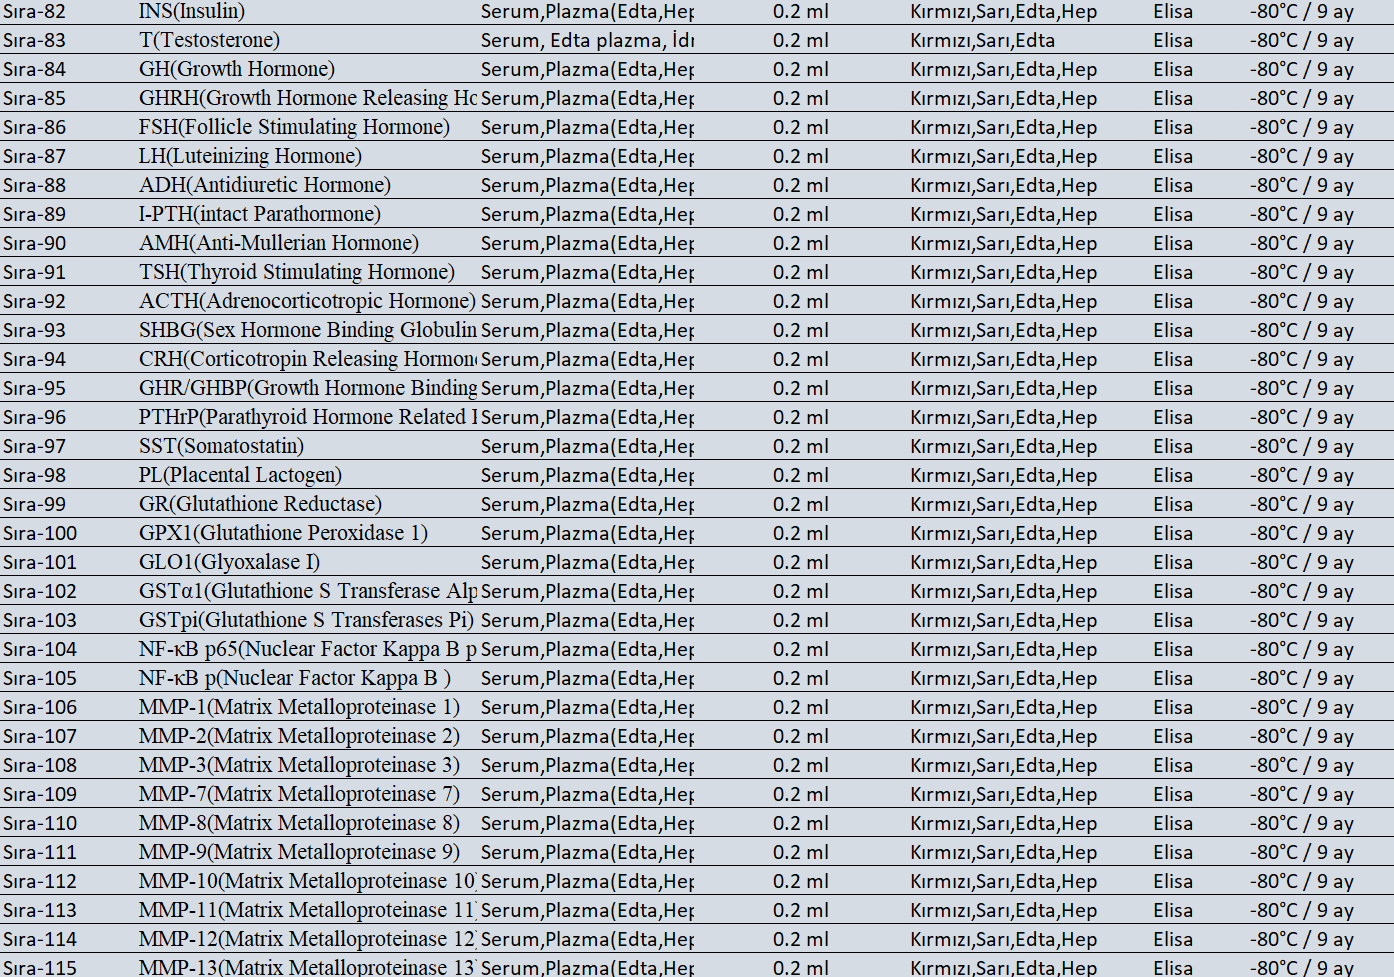 Sıra-82 INS(Insulin) Serum,Plazma(Edta,Hep 0.2 ml Kırmızı,Sarı,Edta,Hep Elisa -80°C / 9 ay
Sıra-83 T(Testosterone) Serum, Edta plazma, İdr 0.2 ml Kırmızı,Sarı,Edta Elisa -80°C / 9 ay
Sıra-84 GH(Growth Hormone) Serum,Plazma(Edta,Hep 0.2 ml Kırmızı,Sarı,Edta,Hep Elisa -80°C / 9 ay
Sıra-85 GHRH(Growth Hormone Releasing Ho Serum,Plazma(Edta,Hep 0.2 ml Kırmızı,Sarı,Edta,Hep Elisa -80°C / 9 ay
Sıra-86 FSH(Follicle Stimulating Hormone) Serum,Plazma(Edta,Hep 0.2 ml Kırmızı,Sarı,Edta,Hep Elisa -80°C / 9 ay
Sıra-87 LH(Luteinizing Hormone) Serum,Plazma(Edta,Hep 0.2 ml Kırmızı,Sarı,Edta,Hep Elisa -80°C / 9 ay
Sıra-88 ADH(Antidiuretic Hormone) Serum,Plazma(Edta,Hep 0.2 ml Kırmızı,Sarı,Edta,Hep Elisa -80°C / 9 ay
Sıra-89 I-PTH(intact Parathormone) Serum,Plazma(Edta,Hep 0.2 ml Kırmızı,Sarı,Edta,Hep Elisa -80°C / 9 ay
Sıra-90 AMH(Anti-Mullerian Hormone) Serum,Plazma(Edta,Hep 0.2 ml Kırmızı,Sarı,Edta,Hep Elisa -80°C / 9 ay
Sıra-91 TSH(Thyroid Stimulating Hormone) Serum,Plazma(Edta,Hep 0.2 ml Kırmızı,Sarı,Edta,Hep Elisa -80°C / 9 ay
Sıra-92 ACTH(Adrenocorticotropic Hormone) Serum,Plazma(Edta,Hep 0.2 ml Kırmızı,Sarı,Edta,Hep Elisa -80°C / 9 ay
Sıra-93 SHBG(Sex Hormone Binding Globulin Serum,Plazma(Edta,Hep 0.2 ml Kırmızı,Sarı,Edta,Hep Elisa -80°C / 9 ay
Sıra-94 CRH(Corticotropin Releasing Hormone Serum,Plazma(Edta,Hep 0.2 ml Kırmızı,Sarı,Edta,Hep Elisa -80°C / 9 ay
Sıra-95 GHR/GHBP(Growth Hormone Binding Serum,Plazma(Edta,Hep 0.2 ml Kırmızı,Sarı,Edta,Hep Elisa -80°C / 9 ay
Sıra-96 PTHrP(Parathyroid Hormone Related Serum,Plazma(Edta,Hep 0.2 ml Kırmızı,Sarı,Edta,Hep Elisa -80°C / 9 ay
Sıra-97 SST(Somatostatin) Serum,Plazma(Edta,Hep 0.2 ml Kırmızı,Sarı,Edta,Hep Elisa -80°C / 9 ay
Sıra-98 PL(Placental Lactogen) Serum,Plazma(Edta,Hep 0.2 ml Kırmızı,Sarı,Edta,Hep Elisa -80°C / 9 ay
Sıra-99 GR(Glutathione Reductase) Serum,Plazma(Edta,Hep 0.2 ml Kırmızı,Sarı,Edta,Hep Elisa -80°C / 9 ay
Sıra-100 GPX1(Glutathione Peroxidase 1) Serum,Plazma(Edta,Hep 0.2 ml Kırmızı,Sarı,Edta,Hep Elisa -80°C / 9 ay
Sıra-101 GLO1(Glyoxalase I) Serum,Plazma(Edta,Hep 0.2 ml Kırmızı,Sarı,Edta,Hep Elisa -80°C / 9 ay
Sıra-102 GSTα1(Glutathione S Transferase Alp Serum,Plazma(Edta,Hep 0.2 ml Kırmızı,Sarı,Edta,Hep Elisa -80°C / 9 ay
Sıra-103 GSTpi(Glutathione S Transferases Pi) Serum,Plazma(Edta,Hep 0.2 ml Kırmızı,Sarı,Edta,Hep Elisa -80°C / 9 ay
Sıra-104 NF-κB p65(Nuclear Factor Kappa B p Serum,Plazma(Edta,Hep 0.2 ml Kırmızı,Sarı,Edta,Hep Elisa -80°C / 9 ay
Sıra-105 NF-κB p(Nuclear Factor Kappa B ) Serum,Plazma(Edta,Hep 0.2 ml Kırmızı,Sarı,Edta,Hep Elisa -80°C / 9 ay
Sıra-106 MMP-1(Matrix Metalloproteinase 1) Serum,Plazma(Edta,Hep 0.2 ml Kırmızı,Sarı,Edta,Hep Elisa -80°C / 9 ay
Sıra-107 MMP-2(Matrix Metalloproteinase 2) Serum,Plazma(Edta,Hep 0.2 ml Kırmızı,Sarı,Edta,Hep Elisa -80°C / 9 ay
Sıra-108 MMP-3(Matrix Metalloproteinase 3) Serum,Plazma(Edta,Hep 0.2 ml Kırmızı,Sarı,Edta,Hep Elisa -80°C / 9 ay
Sıra-109 MMP-7(Matrix Metalloproteinase 7) Serum,Plazma(Edta,Hep 0.2 ml Kırmızı,Sarı,Edta,Hep Elisa -80°C / 9 ay
Sıra-110 MMP-8(Matrix Metalloproteinase 8) Serum,Plazma(Edta,Hep 0.2 ml Kırmızı,Sarı,Edta,Hep Elisa -80°C / 9 ay
Sıra-111 MMP-9(Matrix Metalloproteinase 9) Serum,Plazma(Edta,Hep 0.2 ml Kırmızı,Sarı,Edta,Hep Elisa -80°C / 9 ay
Sıra-112 MMP-10(Matrix Metalloproteinase 10) Serum,Plazma(Edta,Hep 0.2 ml Kırmızı,Sarı,Edta,Hep Elisa -80°C / 9 ay
Sıra-113 MMP-11(Matrix Metalloproteinase 11) Serum,Plazma(Edta,Hep 0.2 ml Kırmızı,Sarı,Edta,Hep Elisa -80°C / 9 ay
Sıra-114 MMP-12(Matrix Metalloproteinase 12) Serum,Plazma(Edta,Hep 0.2 ml Kırmızı,Sarı,Edta,Hep Elisa -80°C / 9 ay
Sıra-115 MMP-13(Matrix Metalloproteinase 13) Serum,Plazma(Edta,Hep 0.2 ml Kırmızı,Sarı,Edta,Hep Elisa -80°C / 9 ay